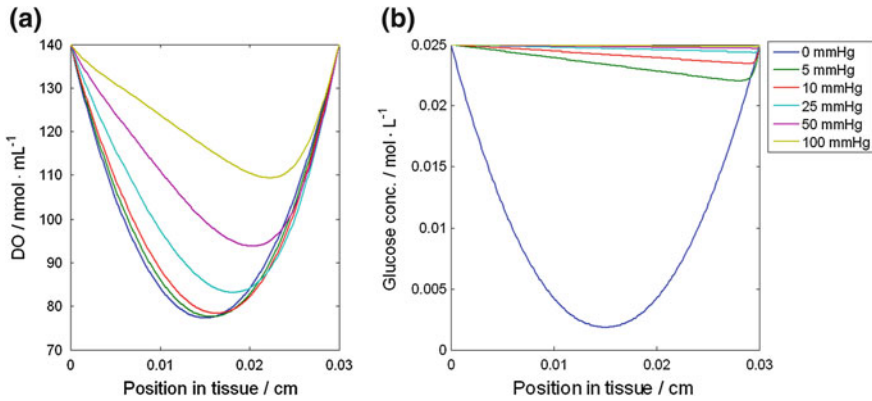 (a)
140
130
120
110
100
90
80
70
DO / nmol · mL⁻¹
0
0.01
0.02
0.03
Position in tissue / cm
(b)
0.025
0.02
0.015
0.01
0.005
0
Glucose conc. / mol · L⁻¹
0
0.01
0.02
0.03
Position in tissue / cm
0 mmHg
5 mmHg
10 mmHg
25 mmHg
50 mmHg
100 mmHg